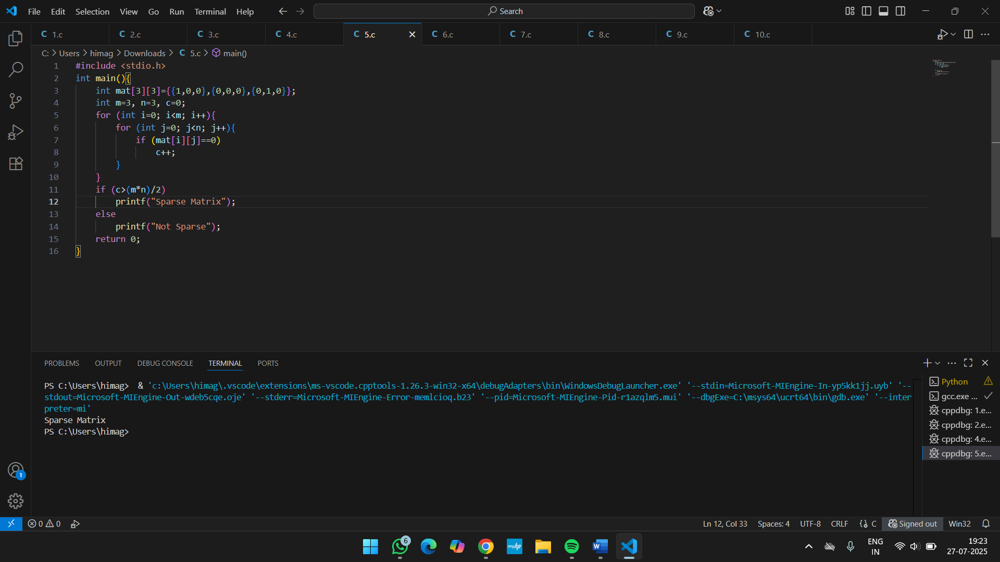 File Edit Selection View Go Run Terminal Help
Search
1.c 2.c 3.c 4.c 5.c 6.c 7.c 8.c 9.c 10.c
C: > Users > himag > Downloads > C 5.c > main()
1 #include <stdio.h>
2 int main(){
3 int mat[3][3]={{1,0,0},{0,0,0},{0,1,0}};
4 int m=3, n=3, c=0;
5 for (int i=0; i<m; i++){
6 for (int j=0; j<n; j++){
7 if (mat[i][j]==0)
8 c++;
9 }
10 }
11 if (c>(m*n)/2)
12 printf("Sparse Matrix");
13 else
14 printf("Not Sparse");
15 return 0;
16 }
PROBLEMS OUTPUT DEBUG CONSOLE TERMINAL PORTS
PS C:\Users\himag> & 'c:\Users\himag\.vscode\extensions\ms-vscode.cpptools-1.26.3-win32-x64\debugAdapters\bin\WindowsDebugLauncher.exe' '--stdin=Microsoft-MIEngine-In-yp5kk1jj.uyb' '--
stdout=Microsoft-MIEngine-Out-wdeb5cqe.oje' '--stderr=Microsoft-MIEngine-Error-memlcioq.b23' '--pid=Microsoft-MIEngine-Pid-r1azqlm5.mui' '--dbgExe=C:\msys64\ucrt64\bin\gdb.exe' '--inter
preter=mi'
Sparse Matrix
PS C:\Users\himag>
Python
gcc.exe ...
cppdbg: 1.e...
cppdbg: 2.e...
cppdbg: 4.e...
cppdbg: 5.e...
1
0 0
Ln 12, Col 33 Spaces: 4 UTF-8 CRLF {} C Signed out Win32
6
myhp
W
ENG
IN
19:23
27-07-2025